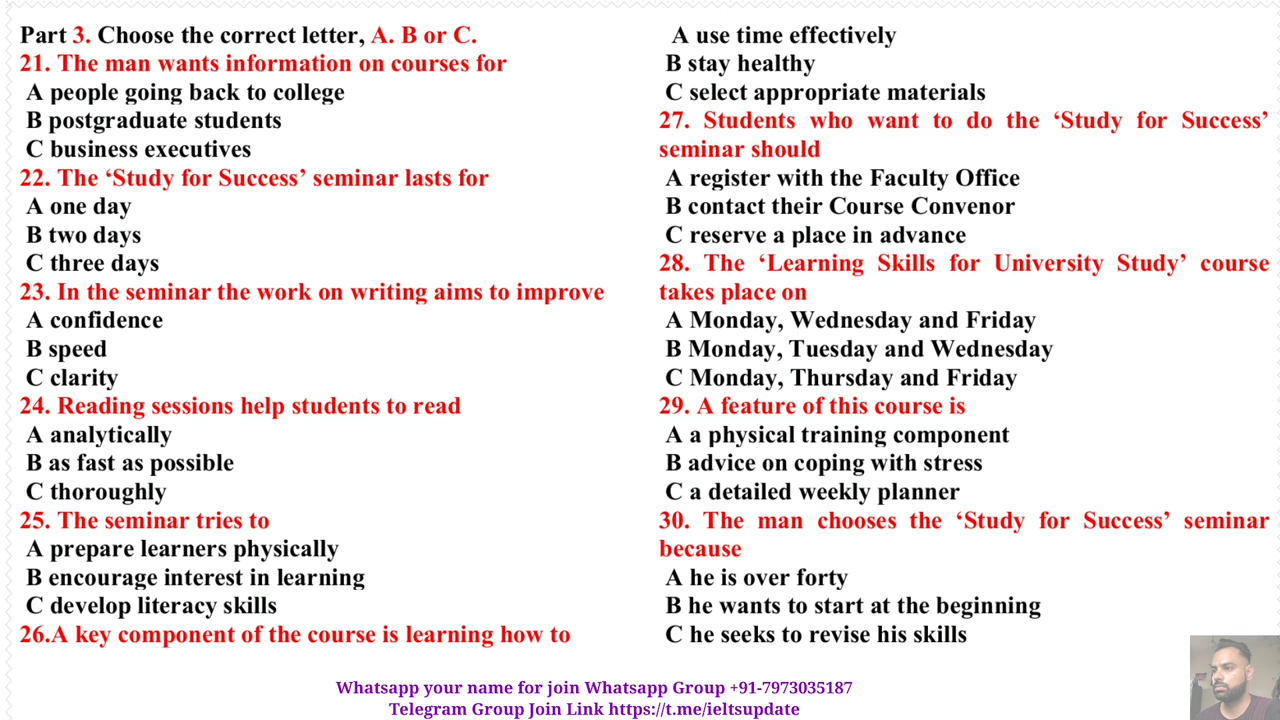 Part 3. Choose the correct letter, A. B or C.
21. The man wants information on courses for
A people going back to college
B postgraduate students
C business executives
22. The ‘Study for Success’ seminar lasts for
A one day
B two days
C three days
23. In the seminar the work on writing aims to improve
A confidence
B speed
C clarity
24. Reading sessions help students to read
A analytically
B as fast as possible
C thoroughly
25. The seminar tries to
A prepare learners physically
B encourage interest in learning
C develop literacy skills
26.A key component of the course is learning how to
A use time effectively
B stay healthy
C select appropriate materials
27. Students who want to do the ‘Study for Success’
seminar should
A register with the Faculty Office
B contact their Course Convenor
C reserve a place in advance
28. The ‘Learning Skills for University Study’ course
takes place on
A Monday, Wednesday and Friday
B Monday, Tuesday and Wednesday
C Monday, Thursday and Friday
29. A feature of this course is
A a physical training component
B advice on coping with stress
C a detailed weekly planner
30. The man chooses the ‘Study for Success’ seminar
because
A he is over forty
B he wants to start at the beginning
C he seeks to revise his skills
Whatsapp your name for join Whatsapp Group +91-7973035187
Telegram Group Join Link https://t.me/ieltsupdate